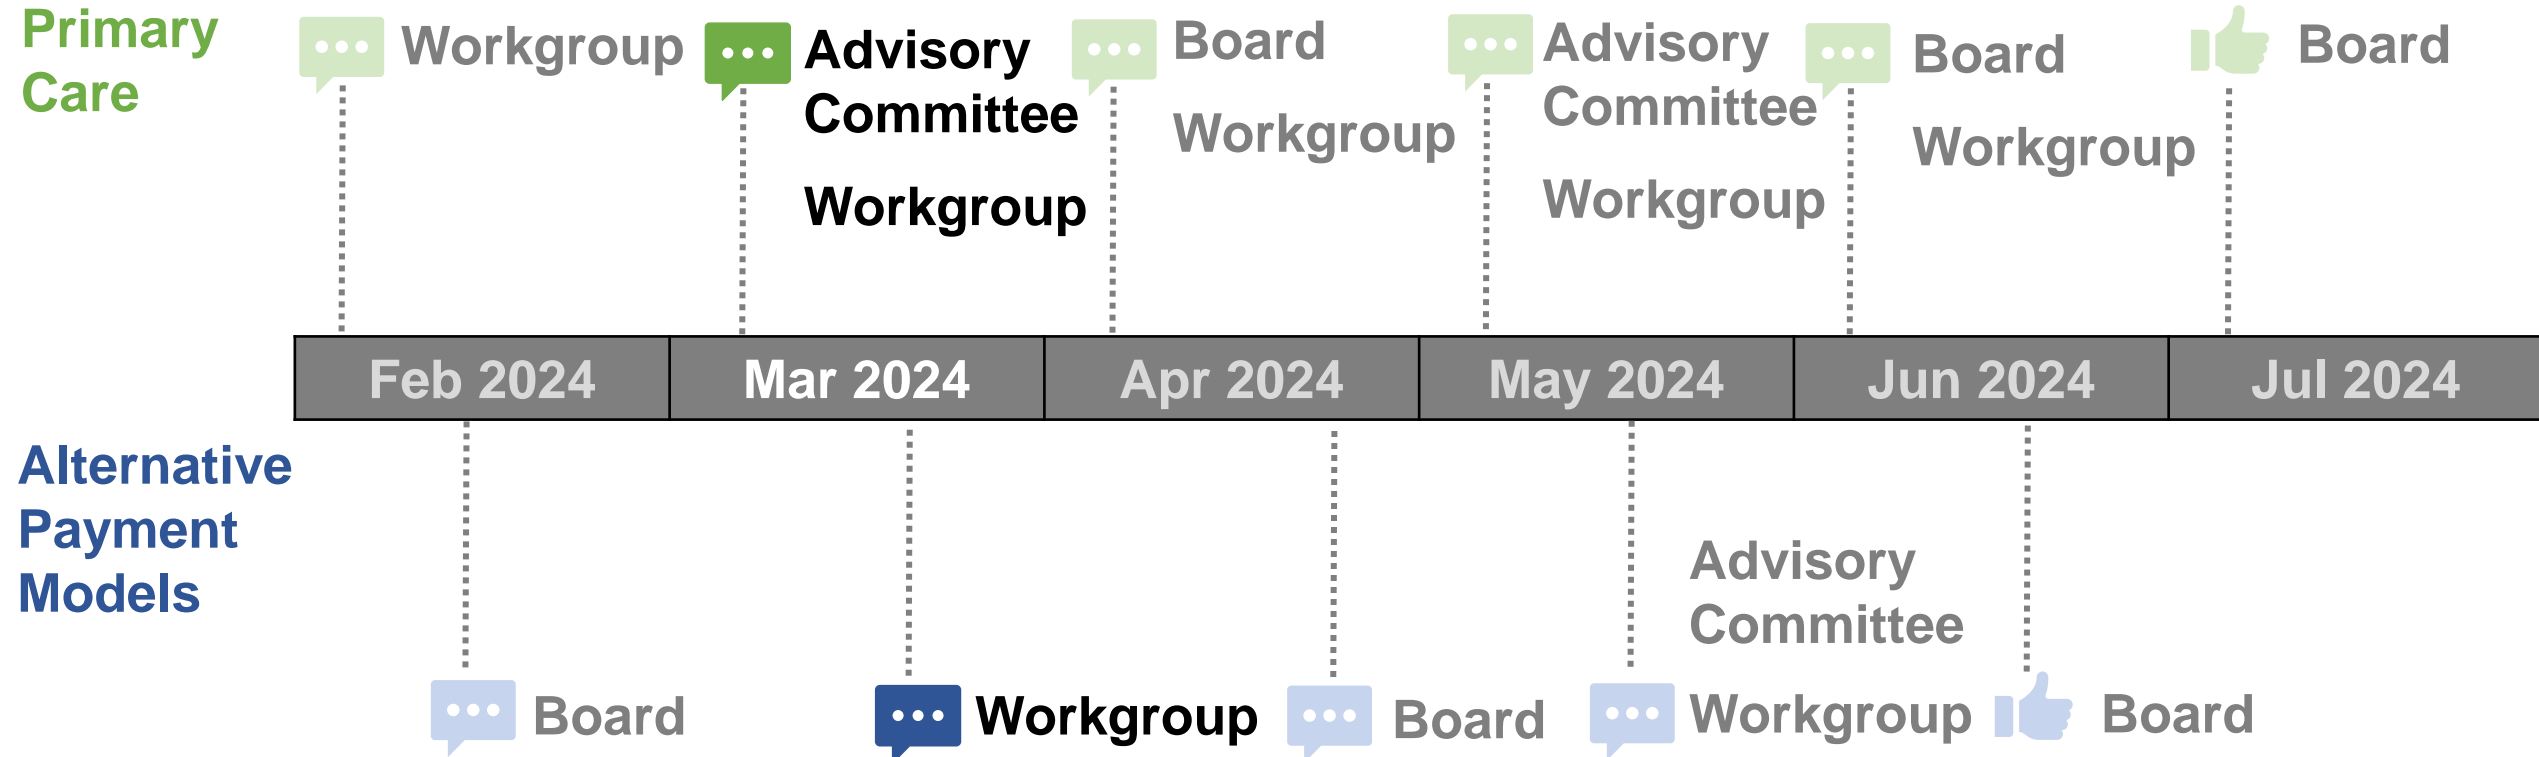 Primary
Care
Workgroup
Advisory
Committee
Workgroup
Board
Workgroup
Advisory
Committee
Workgroup
Board
Workgroup
Board
Feb 2024
Mar 2024
Apr 2024
May 2024
Jun 2024
Jul 2024
Alternative
Payment
Models
Board
Workgroup
Board
Advisory
Committee
Workgroup
Board